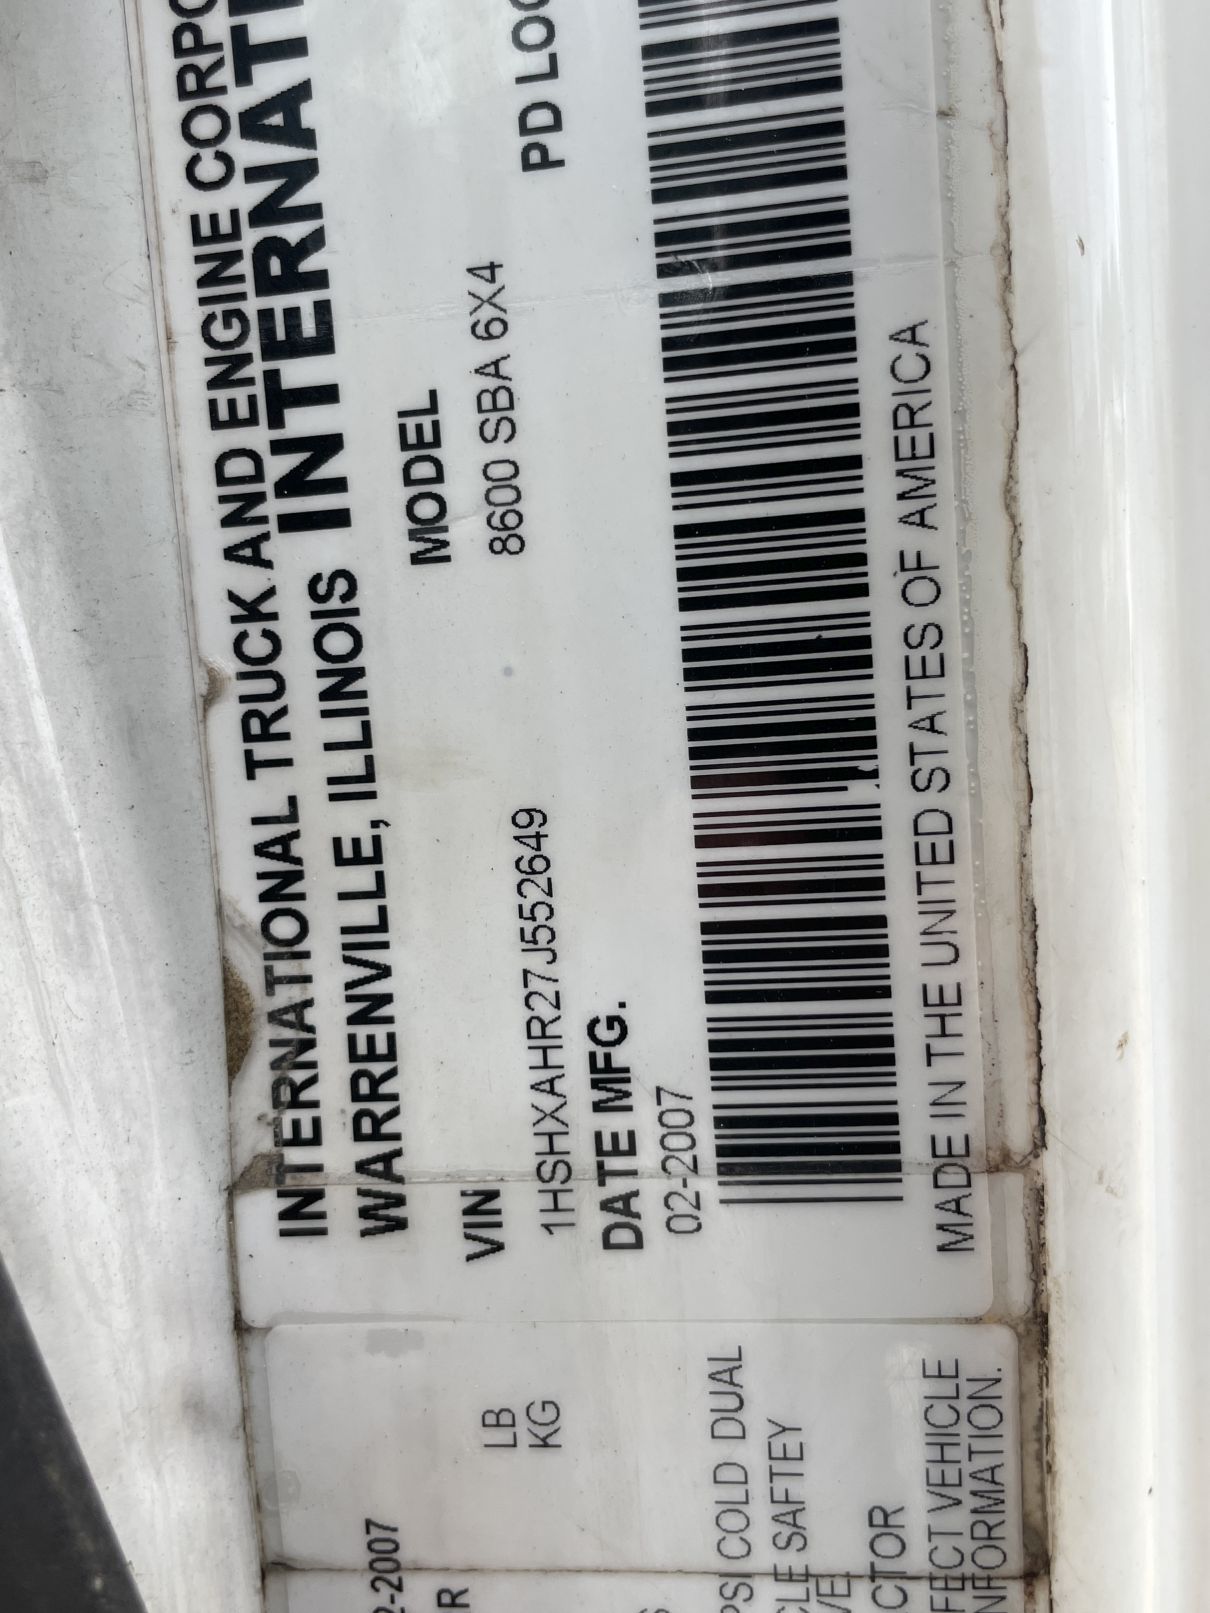 INTERNATIONAL TRUCK AND ENGINE CORPO
WARRENVILLE, ILLINOIS INTERNATI
VIN
MODEL
1HSHXAHR27J552649
8600 SBA 6X4
DATE MFG.
PD LOC
02-2007
MADE IN THE UNITED STATES OF AMERICA
2-2007
R
LB
KG
PSI COLD DUAL
CLE SAFTEY
VE
CTOR
FECT VEHICLE
NFORMATION.